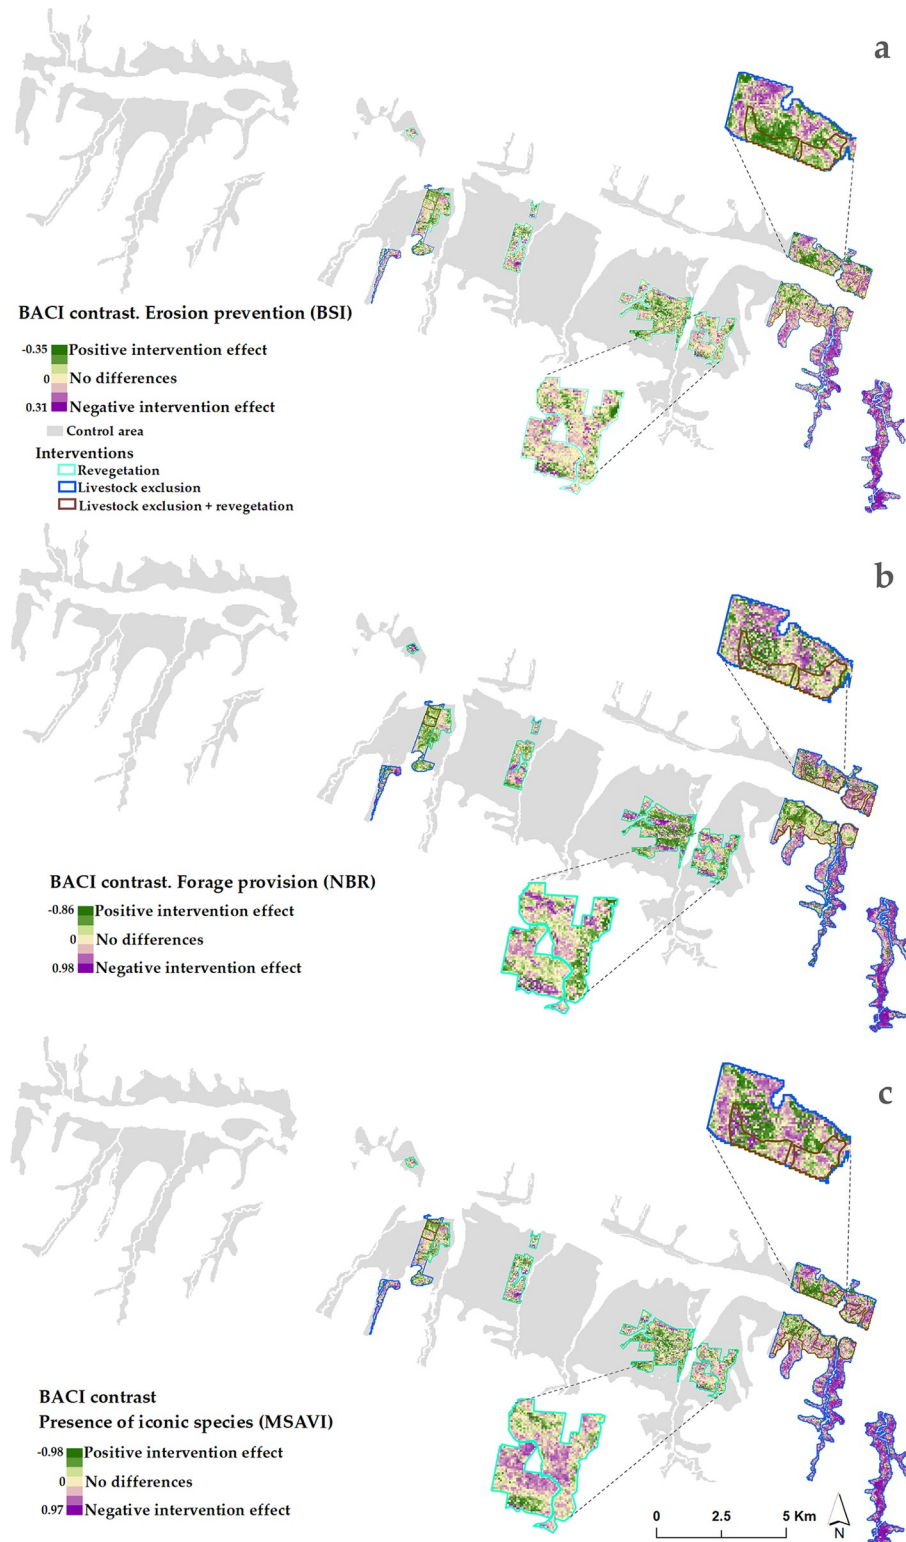 a
BACI contrast. Erosion prevention (BSI)
-0.35 Positive intervention effect
0 No differences
0.31 Negative intervention effect
Control area
Interventions
Revegetation
Livestock exclusion
Livestock exclusion + revegetation
b
BACI contrast. Forage provision (NBR)
-0.86 Positive intervention effect
0 No differences
0.98 Negative intervention effect
c
BACI contrast
Presence of iconic species (MSAVI)
-0.98 Positive intervention effect
0 No differences
0.97 Negative intervention effect
0 2.5 5 Km
N